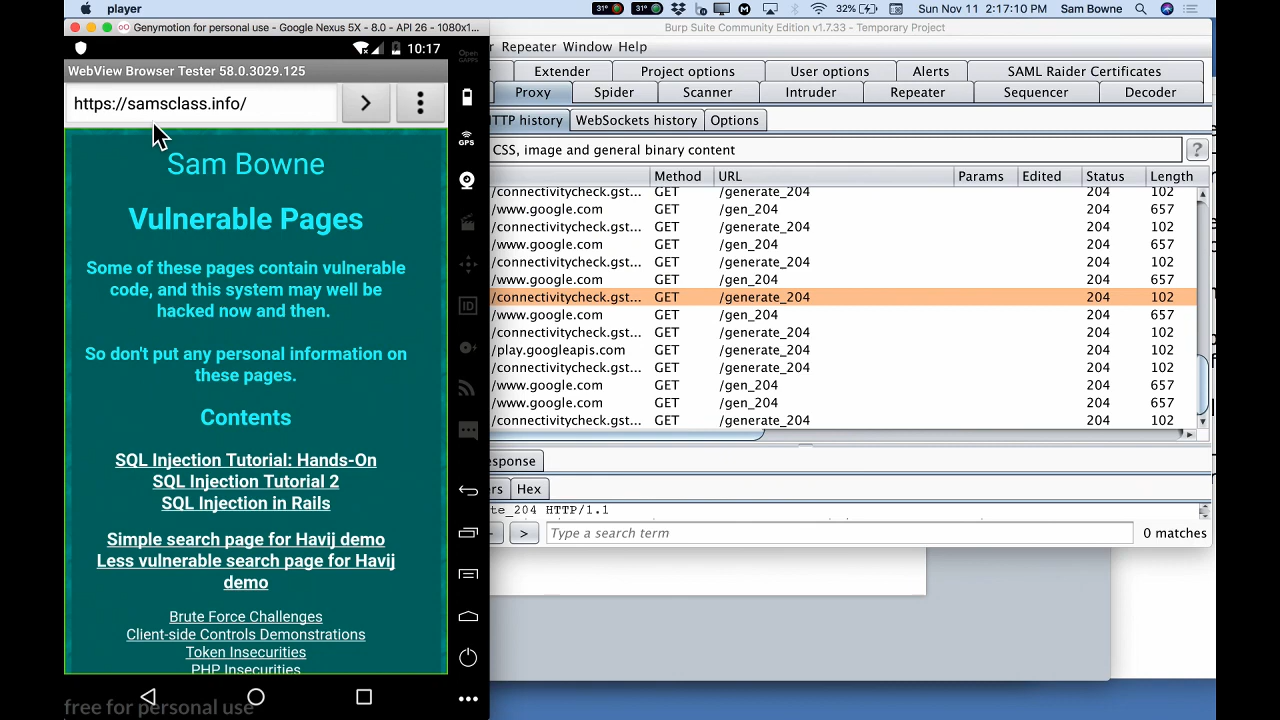 player
31°
31°
32%
Sun Nov 11 2:17:10 PM
Sam Bowne
Genymotion for personal use - Google Nexus 5X - 8.0 - API 26 - 1080x1...
Burp Suite Community Edition v1.7.33 - Temporary Project
10:17
Repeater Window Help
WebView Browser Tester 58.0.3029.125
Extender Project options User options Alerts SAML Raider Certificates
Proxy Spider Scanner Intruder Repeater Sequencer Decoder
https://samsclass.info/
TTP history WebSockets history Options
CSS, image and general binary content
?
Method URL Params Edited Status Length
/connectivitycheck.gst... GET /generate_204 204 102
/www.google.com GET /gen_204 204 657
/connectivitycheck.gst... GET /generate_204 204 102
/www.google.com GET /gen_204 204 657
/connectivitycheck.gst... GET /generate_204 204 102
/www.google.com GET /gen_204 204 657
/connectivitycheck.gst... GET /generate_204 204 102
/www.google.com GET /gen_204 204 657
/connectivitycheck.gst... GET /generate_204 204 102
/play.googleapis.com GET /generate_204 204 102
/connectivitycheck.gst... GET /generate_204 204 102
/www.google.com GET /gen_204 204 657
/www.google.com GET /gen_204 204 657
/connectivitycheck.gst... GET /generate_204 204 102
esponse
ers Hex
te_204 HTTP/1.1
> Type a search term 0 matches
Sam Bowne
Vulnerable Pages
Some of these pages contain vulnerable
code, and this system may well be
hacked now and then.
So don't put any personal information on
these pages.
Contents
SQL Injection Tutorial: Hands-On
SQL Injection Tutorial 2
SQL Injection in Rails
Simple search page for Havij demo
Less vulnerable search page for Havij
demo
Brute Force Challenges
Client-side Controls Demonstrations
Token Insecurities
PHP Insecurities
free for personal use
Open
GAPPS
GPS
ID